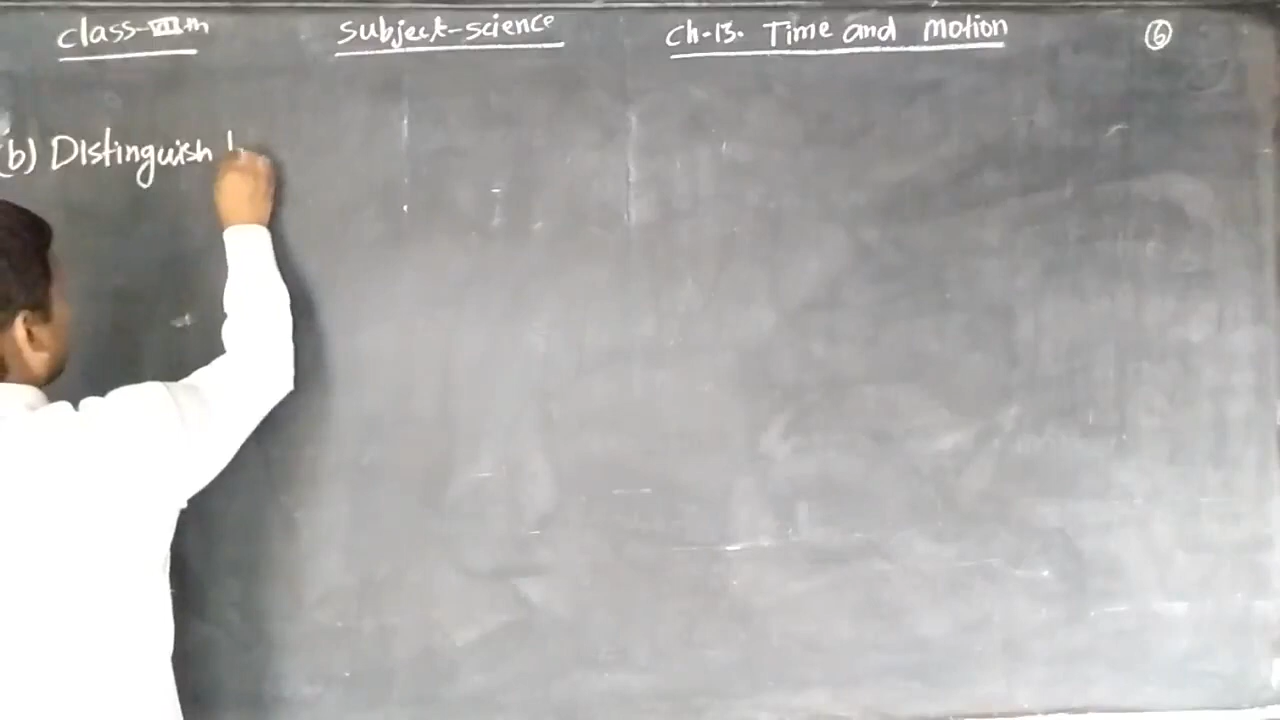 class-VIIth subject-science Ch-13. Time and motion 6
(b) Distinguish